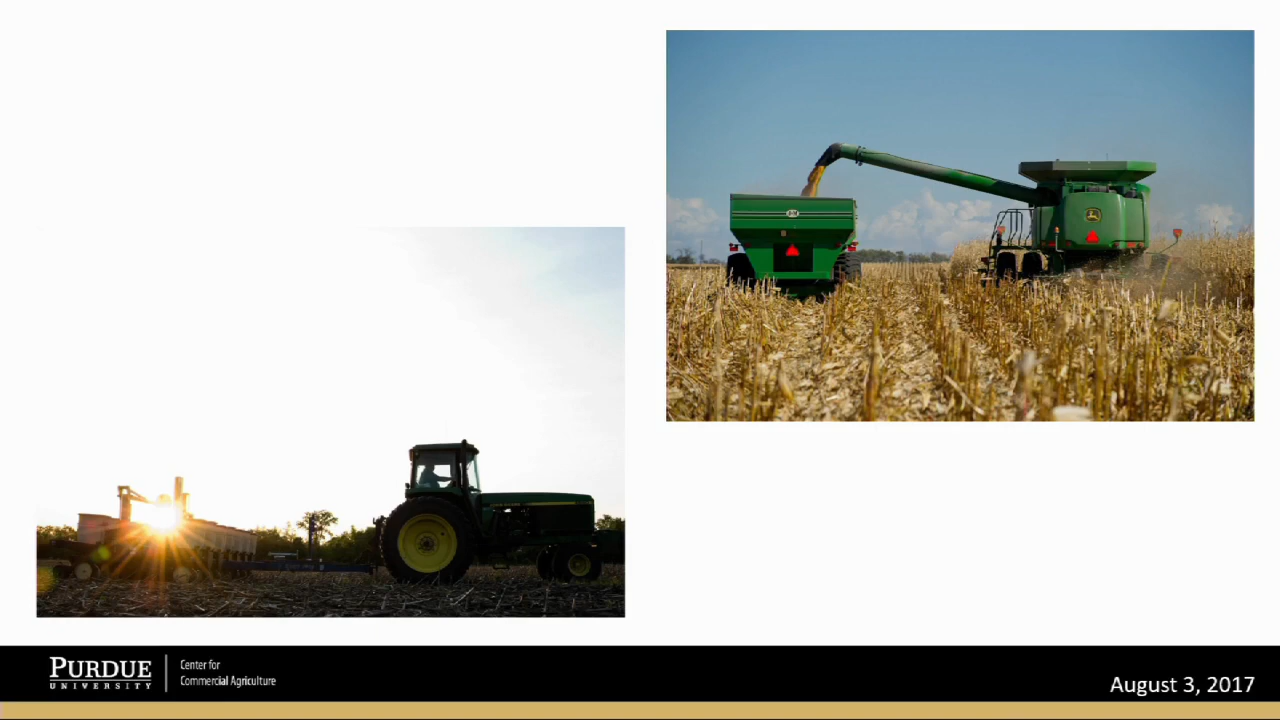 PURDUE
UNIVERSITY
Center for
Commercial Agriculture
August 3, 2017